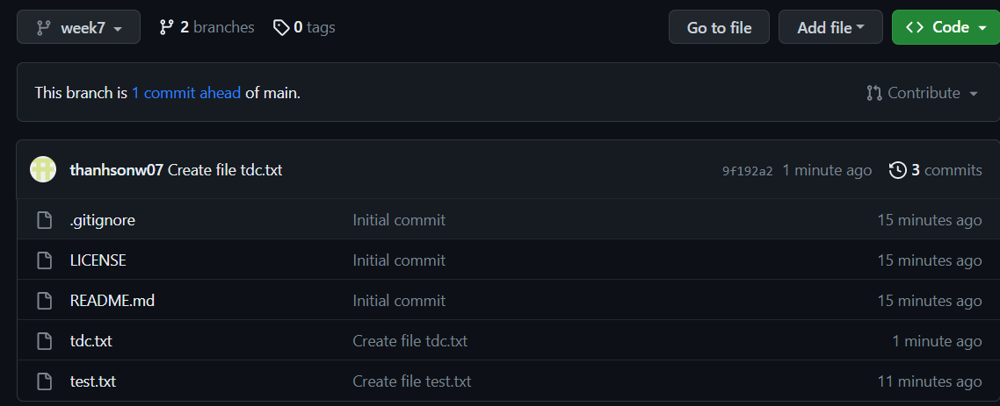 week7 2 branches 0 tags Go to file Add file Code
This branch is 1 commit ahead of main. Contribute
thanhsonw07 Create file tdc.txt 9f192a2 1 minute ago 3 commits
.gitignore Initial commit 15 minutes ago
LICENSE Initial commit 15 minutes ago
README.md Initial commit 15 minutes ago
tdc.txt Create file tdc.txt 1 minute ago
test.txt Create file test.txt 11 minutes ago